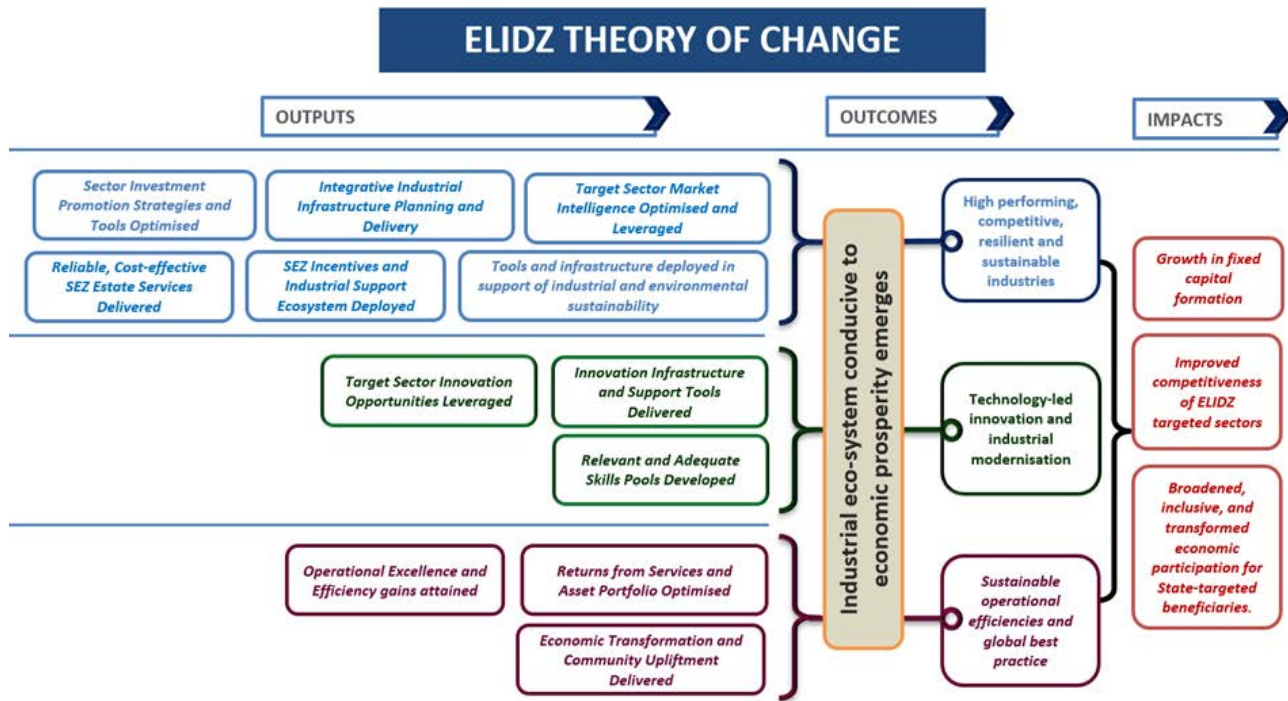 ELIDZ THEORY OF CHANGE
OUTPUTS
OUTCOMES
IMPACTS
Sector Investment
Promotion Strategies and
Tools Optimised
Integrative Industrial
Infrastructure Planning and
Delivery
Target Sector Market
Intelligence Optimised and
Leveraged
Reliable, Cost-effective
SEZ Estate Services
Delivered
SEZ Incentives and
Industrial Support
Ecosystem Deployed
Tools and infrastructure deployed in
support of industrial and environmental
sustainability
Target Sector Innovation
Opportunities Leveraged
Innovation Infrastructure
and Support Tools
Delivered
Relevant and Adequate
Skills Pools Developed
Operational Excellence and
Efficiency gains attained
Returns from Services and
Asset Portfolio Optimised
Economic Transformation and
Community Upliftment
Delivered
Industrial eco-system conducive to
economic prosperity emerges
High performing,
competitive,
resilient and
sustainable
industries
Technology-led
innovation and
industrial
modernisation
Sustainable
operational
efficiencies and
global best
practice
Growth in fixed
capital
formation
Improved
competitiveness
of ELIDZ
targeted sectors
Broadened,
inclusive, and
transformed
economic
participation for
State-targeted
beneficiaries.